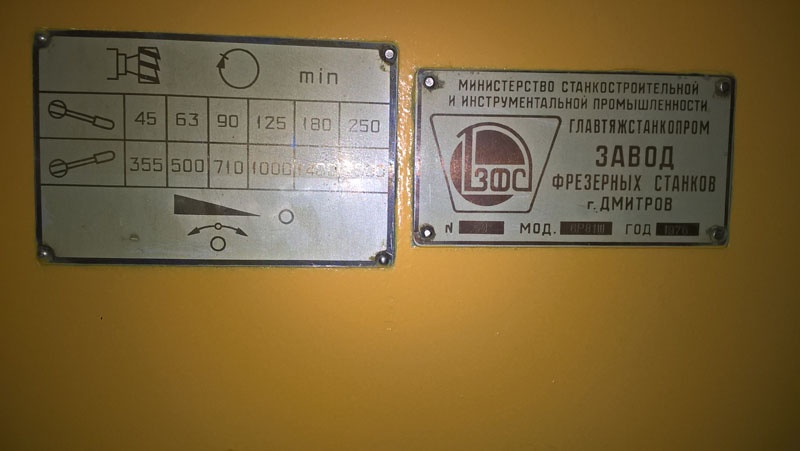 min
45 63 90 125 180 250
355 500 710 1000
МИНИСТЕРСТВО СТАНКОСТРОИТЕЛЬНОЙ
И ИНСТРУМЕНТАЛЬНОЙ ПРОМЫШЛЕННОСТИ
ГЛАВТЯЖСТАНКОПРОМ
ДЗФС
ЗАВОД
ФРЕЗЕРНЫХ СТАНКОВ
г. ДМИТРОВ
N МОД. ГОД